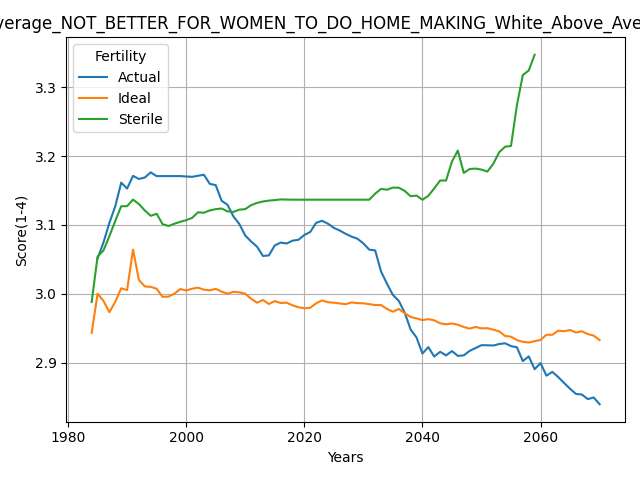 verage_NOT_BETTER_FOR_WOMEN_TO_DO_HOME_MAKING_White_Above_Ave
Fertility
Actual
Ideal
Sterile
Score(1-4)
3.3
3.2
3.1
3.0
2.9
1980 2000 2020 2040 2060
Years